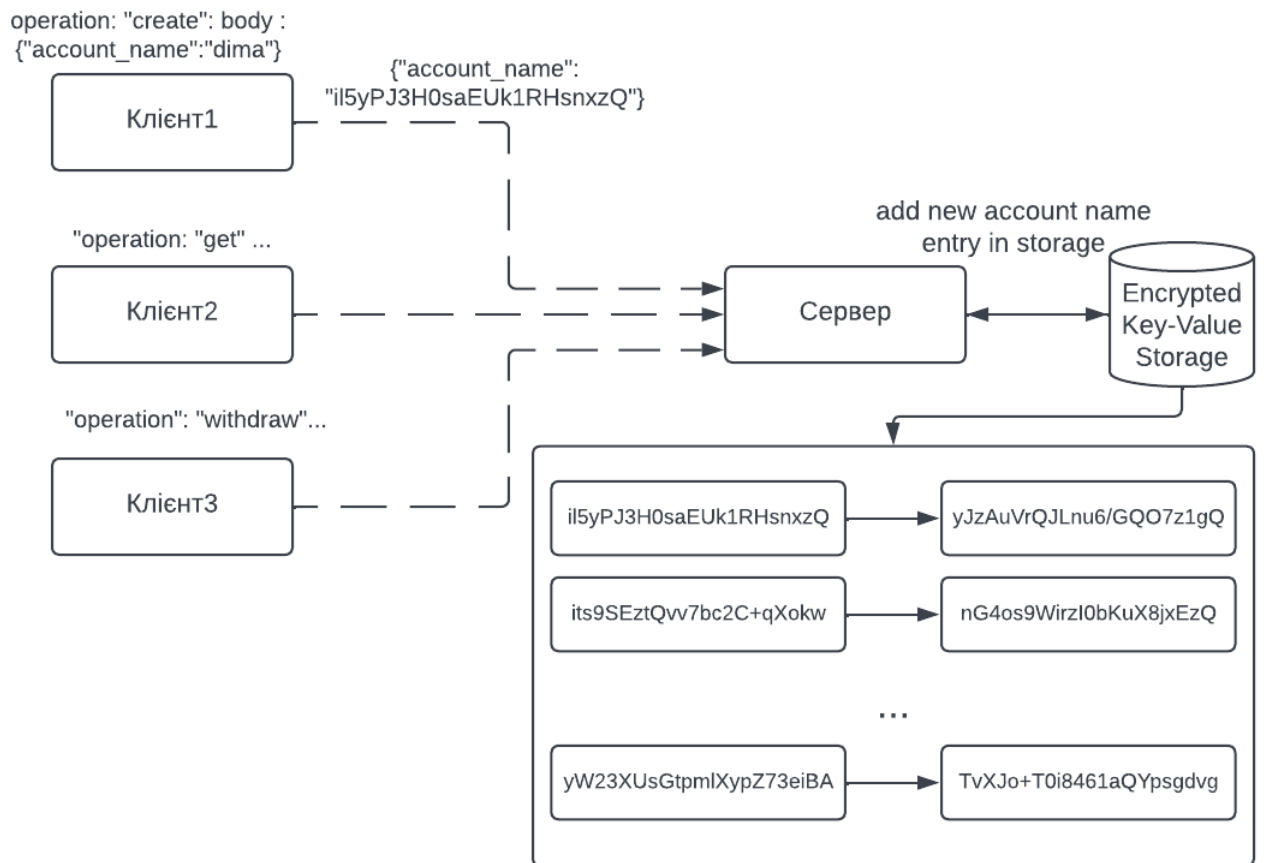 operation: "create": body :
{"account_name":"dima"}
Клієнт1
{"account_name":
"il5yPJ3H0saEUk1RHsnxzQ"}
"operation: "get" ...
Клієнт2
"operation": "withdraw"...
Клієнт3
Сервер
add new account name
entry in storage
Encrypted
Key-Value
Storage
il5yPJ3H0saEUk1RHsnxzQ
yJzAuVrQJLnu6/GQO7z1gQ
its9SEztQvv7bc2C+qXokw
nG4os9WirzI0bKuX8jxEzQ
...
yW23XUsGtpmlXypZ73eiBA
TvXJo+T0i8461aQYpsgdvg